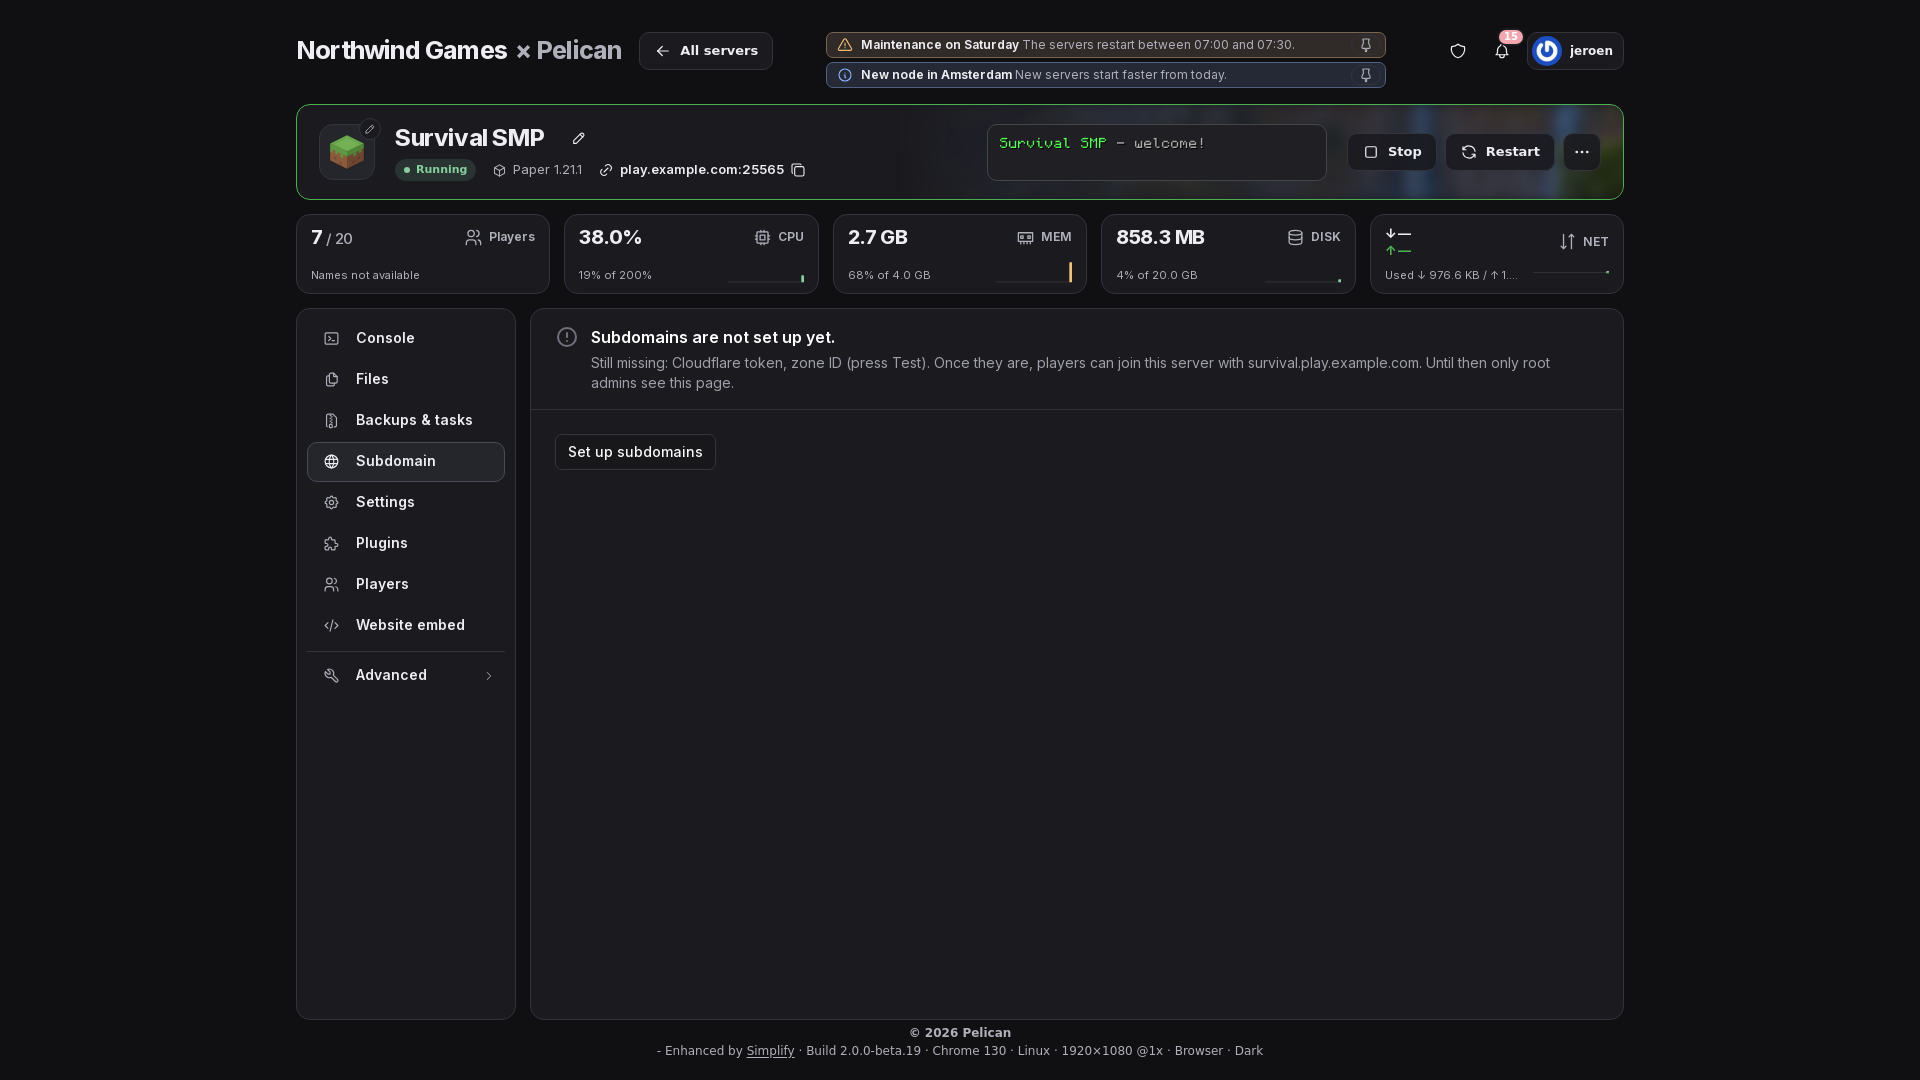 Northwind Games × Pelican
All servers
Maintenance on Saturday The servers restart between 07:00 and 07:30.
New node in Amsterdam New servers start faster from today.
15
jeroen
Survival SMP
Running
Paper 1.21.1
play.example.com:25565
Survival SMP – welcome!
Stop
Restart
7 / 20
Players
Names not available
38.0%
CPU
19% of 200%
2.7 GB
MEM
68% of 4.0 GB
858.3 MB
DISK
4% of 20.0 GB
↓—
↑—
NET
Used ↓ 976.6 KB / ↑ 1....
Console
Files
Backups & tasks
Subdomain
Settings
Plugins
Players
Website embed
Advanced
Subdomains are not set up yet.
Still missing: Cloudflare token, zone ID (press Test). Once they are, players can join this server with survival.play.example.com. Until then only root
admins see this page.
Set up subdomains
© 2026 Pelican
- Enhanced by Simplify · Build 2.0.0-beta.19 · Chrome 130 · Linux · 1920×1080 @1x · Browser · Dark